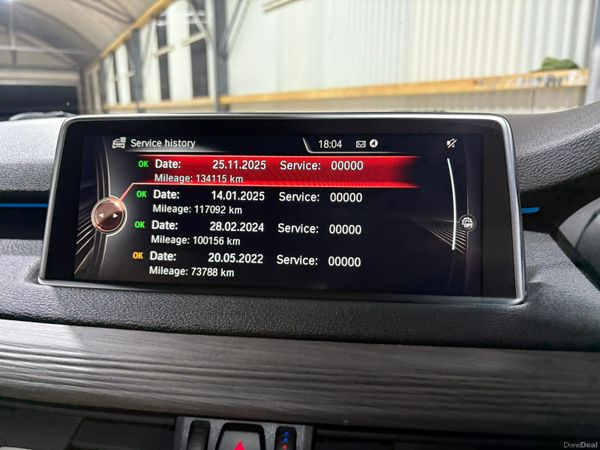 Service history
18:04
4
OK Date: 25.11.2025 Service: 00000
Mileage: 134115 km
OK Date: 14.01.2025 Service: 00000
Mileage: 117092 km
OK Date: 28.02.2024 Service: 00000
Mileage: 100156 km
OK Date: 20.05.2022 Service: 00000
Mileage: 73788 km
DoneDeal